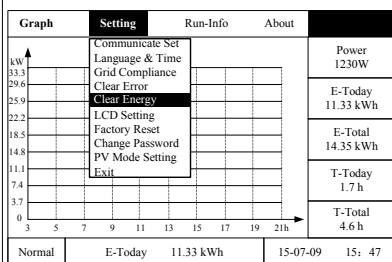 Graph Setting Run-Info About
Communicate Set
Language & Time
Grid Compliance
Clear Error
Clear Energy
LCD Setting
Factory Reset
Change Password
PV Mode Setting
Exit
kW
33.3
29.6
25.9
22.2
18.5
14.8
11.1
7.4
3.7
0
3 5 7 9 11 13 15 17 19 21h
Power
1230W
E-Today
11.33 kWh
E-Total
14.35 kWh
T-Today
1.7 h
T-Total
4.6 h
Normal E-Today 11.33 kWh 15-07-09 15: 47